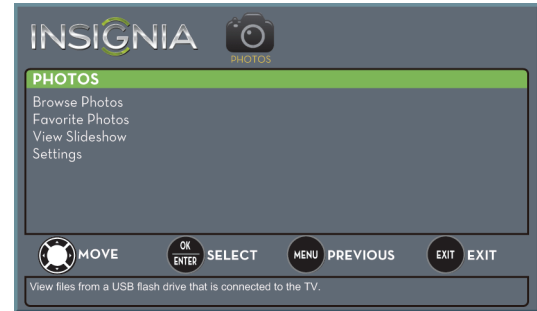 INSIGNIA
PHOTOS
PHOTOS
Browse Photos
Favorite Photos
View Slideshow
Settings
MOVE OK ENTER SELECT MENU PREVIOUS EXIT EXIT
View files from a USB flash drive that is connected to the TV.